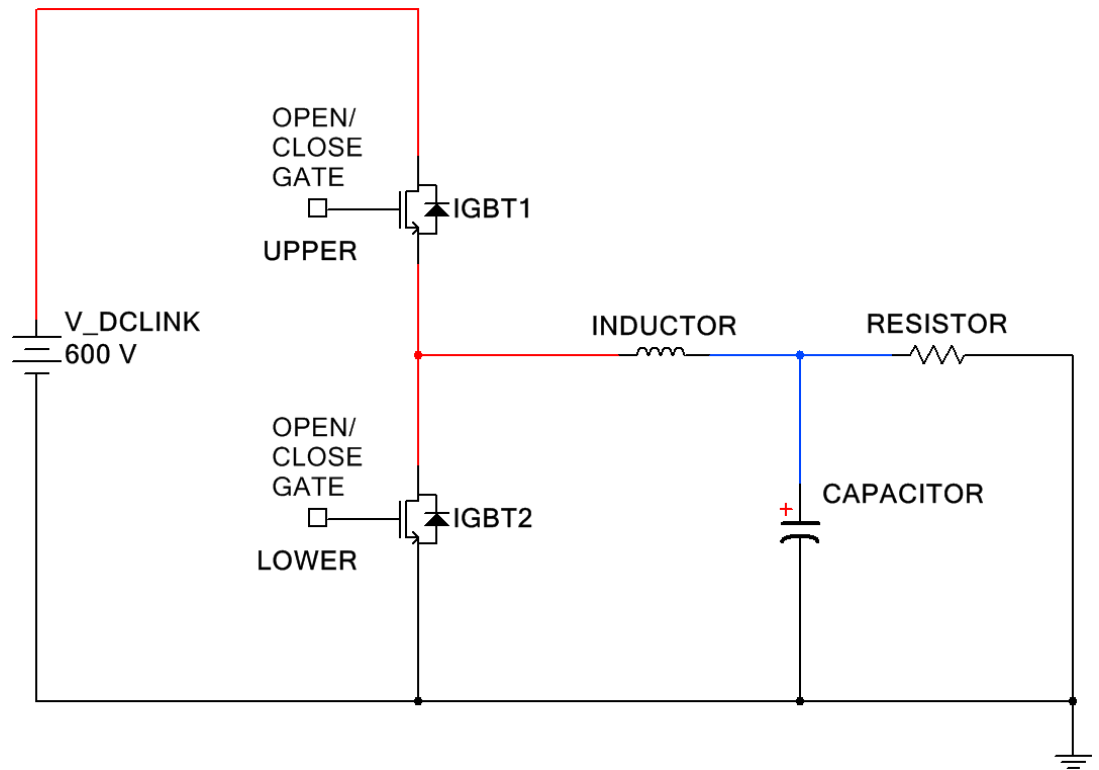 OPEN/
CLOSE
GATE
IGBT1
UPPER
V_DCLINK
600 V
INDUCTOR
RESISTOR
OPEN/
CLOSE
GATE
IGBT2
LOWER
+
CAPACITOR